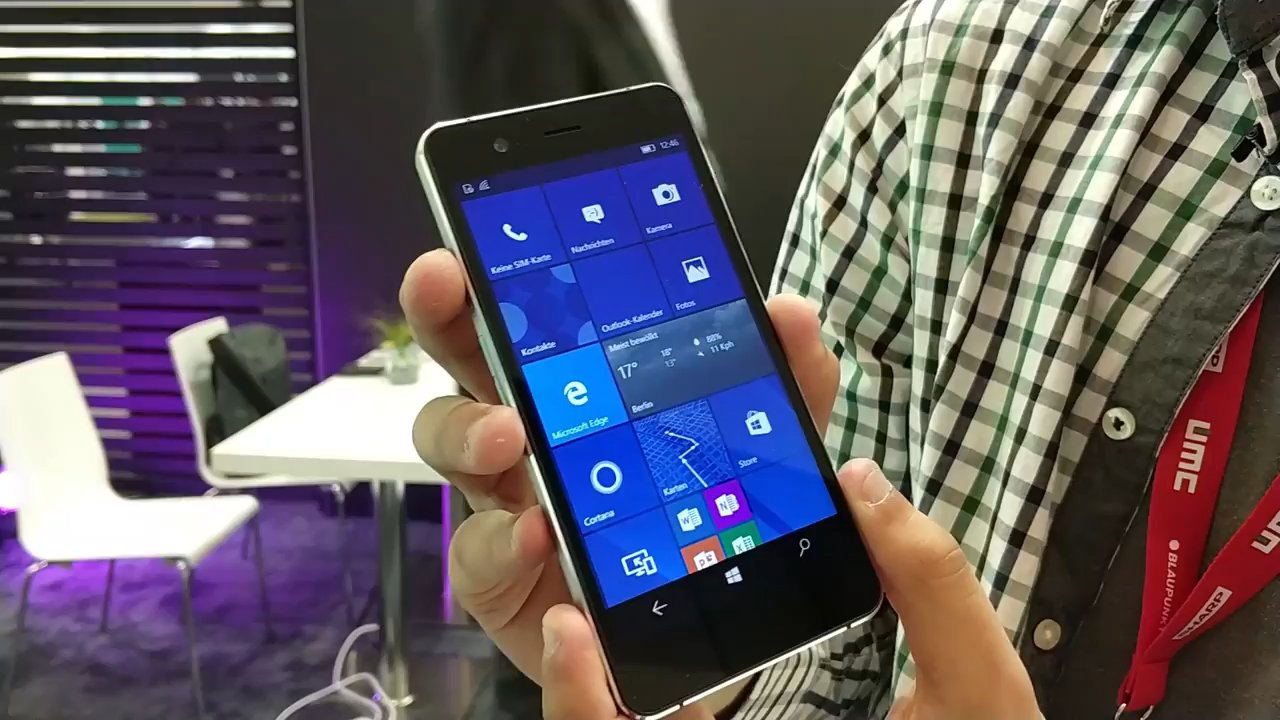 12:46
Keine SIM-Karte
Nachrichten
Kamera
Kontakte
Outlook-Kalender
Fotos
Meist bewölkt
17°
18°
13°
88%
11 Kph
Berlin
Microsoft Edge
Cortana
Karten
Store
UMC
BLAUPUNKT
SHARP